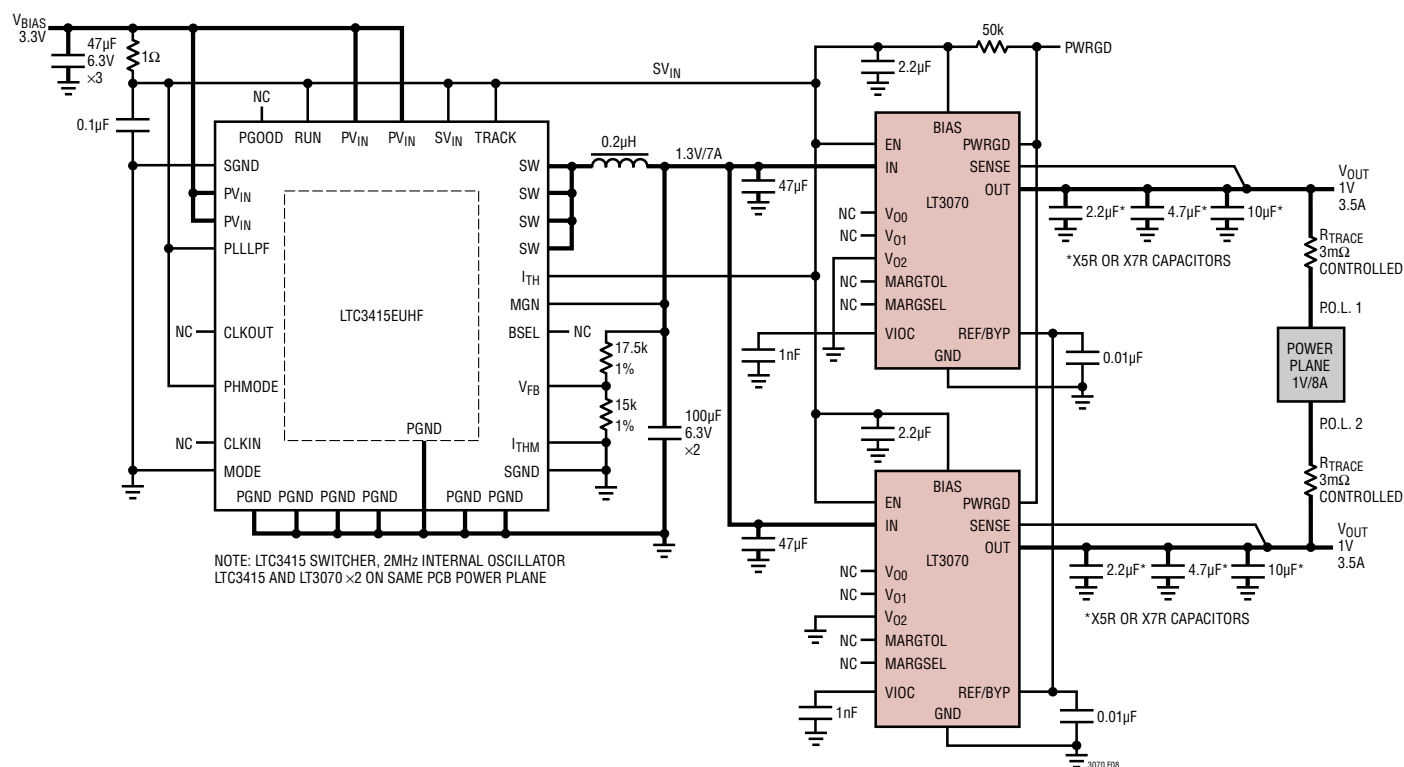 VBIAS
3.3V
47µF
6.3V
×3
1Ω
0.1µF
NC
SVIN
PGOOD RUN PVIN PVIN SVIN TRACK
SGND
PVIN
PVIN
PLLLPF
NC CLKOUT
PHMODE
NC CLKIN
MODE
LTC3415EUHF
PGND
PGND PGND PGND PGND PGND PGND
SW
SW
SW
SW
ITH
MGN
BSEL NC
VFB
ITHM
SGND
0.2µH
1.3V/7A
17.5k
1%
15k
1%
100µF
6.3V
×2
NOTE: LTC3415 SWITCHER, 2MHz INTERNAL OSCILLATOR
LTC3415 AND LT3070 ×2 ON SAME PCB POWER PLANE
50k
PWRGD
2.2µF
47µF
BIAS
EN
IN
NC VO0
NC VO1
VO2
NC MARGTOL
NC MARGSEL
VIOC
LT3070
PWRGD
SENSE
OUT
REF/BYP
GND
1nF
0.01µF
2.2µF* 4.7µF* 10µF*
*X5R OR X7R CAPACITORS
VOUT
1V
3.5A
RTRACE
3mΩ
CONTROLLED
P.O.L. 1
POWER
PLANE
1V/8A
P.O.L. 2
RTRACE
3mΩ
CONTROLLED
VOUT
1V
3.5A
2.2µF
47µF
BIAS
EN
IN
NC VO0
NC VO1
VO2
NC MARGTOL
NC MARGSEL
VIOC
LT3070
PWRGD
SENSE
OUT
REF/BYP
GND
1nF
0.01µF
2.2µF* 4.7µF* 10µF*
*X5R OR X7R CAPACITORS
3070 F08